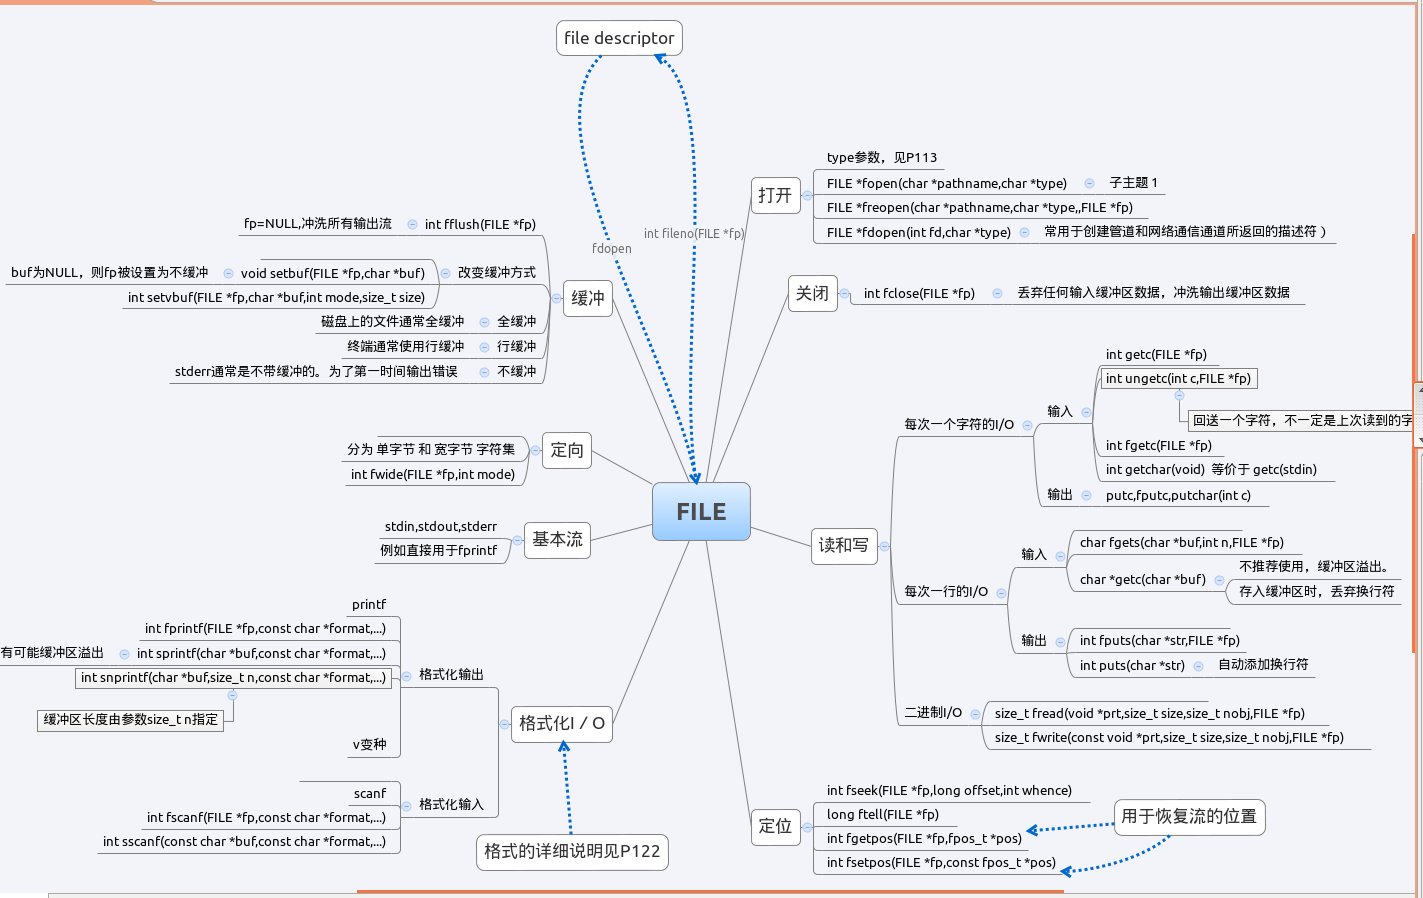 file descriptor
int fileno(FILE *fp)
fdopen
FILE
打开
type参数，见P113
FILE *fopen(char *pathname,char *type)
子主题 1
FILE *freopen(char *pathname,char *type,,FILE *fp)
FILE *fdopen(int fd,char *type)
常用于创建管道和网络通信通道所返回的描述符 ）
关闭
int fclose(FILE *fp)
丢弃任何输入缓冲区数据，冲洗输出缓冲区数据
读和写
每次一个字符的I/O
输入
int getc(FILE *fp)
int ungetc(int c,FILE *fp)
回送一个字符，不一定是上次读到的字
int fgetc(FILE *fp)
int getchar(void) 等价于 getc(stdin)
输出
putc,fputc,putchar(int c)
每次一行的I/O
输入
char fgets(char *buf,int n,FILE *fp)
char *getc(char *buf)
不推荐使用，缓冲区溢出。
存入缓冲区时，丢弃换行符
输出
int fputs(char *str,FILE *fp)
int puts(char *str)
自动添加换行符
二进制I/O
size_t fread(void *prt,size_t size,size_t nobj,FILE *fp)
size_t fwrite(const void *prt,size_t size,size_t nobj,FILE *fp)
定位
int fseek(FILE *fp,long offset,int whence)
long ftell(FILE *fp)
int fgetpos(FILE *fp,fpos_t *pos)
int fsetpos(FILE *fp,const fpos_t *pos)
用于恢复流的位置
缓冲
int fflush(FILE *fp)
fp=NULL,冲洗所有输出流
改变缓冲方式
void setbuf(FILE *fp,char *buf)
buf为NULL，则fp被设置为不缓冲
int setvbuf(FILE *fp,char *buf,int mode,size_t size)
全缓冲
磁盘上的文件通常全缓冲
行缓冲
终端通常使用行缓冲
不缓冲
stderr通常是不带缓冲的。为了第一时间输出错误
定向
分为 单字节 和 宽字节 字符集
int fwide(FILE *fp,int mode)
基本流
stdin,stdout,stderr
例如直接用于fprintf
格式化I / O
格式化输出
printf
int fprintf(FILE *fp,const char *format,...)
int sprintf(char *buf,const char *format,...)
有可能缓冲区溢出
int snprintf(char *buf,size_t n,const char *format,...)
缓冲区长度由参数size_t n指定
v变种
格式化输入
scanf
int fscanf(FILE *fp,const char *format,...)
int sscanf(const char *buf,const char *format,...)
格式的详细说明见P122